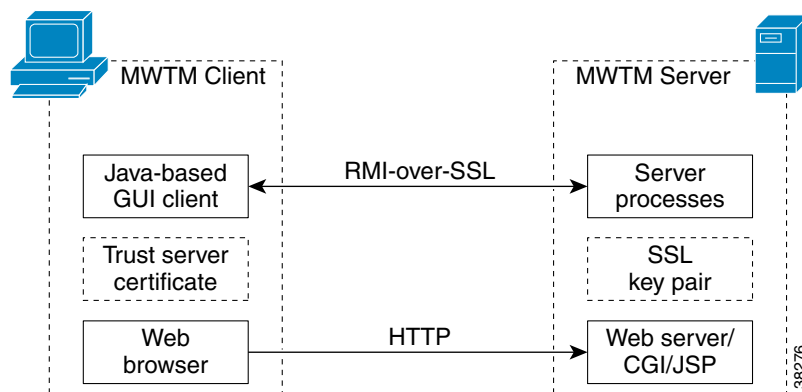 MWTM Client
MWTM Server
Java-based
GUI client
RMI-over-SSL
Server
processes
Trust server
certificate
SSL
key pair
Web
browser
HTTP
Web server/
CGI/JSP
38276